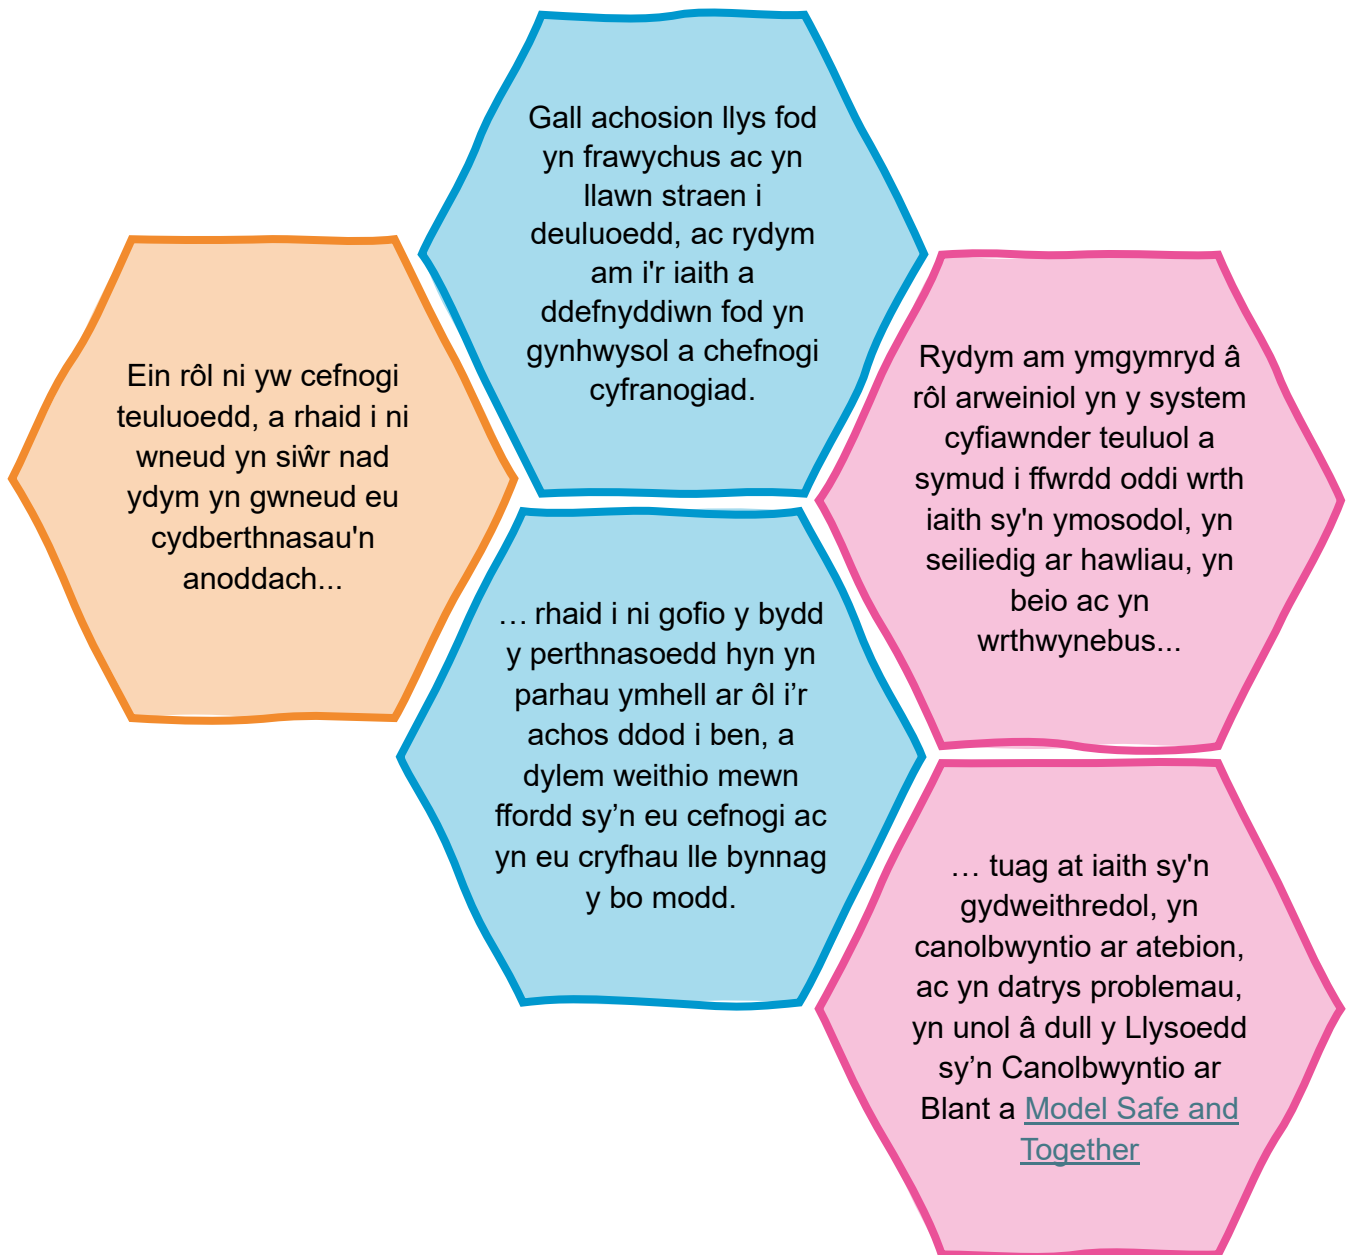 Gall achosion llys fod
yn frawychus ac yn
llawn straen i
deuluoedd, ac rydym
am i'r iaith a
ddefnyddiwn fod yn
gynhwysol a chefnogi
cyfranogiad.
Ein rôl ni yw cefnogi
teuluoedd, a rhaid i ni
wneud yn siŵr nad
ydym yn gwneud eu
cydberthnasau'n
anoddach...
… rhaid i ni gofio y bydd
y perthnasoedd hyn yn
parhau ymhell ar ôl i’r
achos ddod i ben, a
dylem weithio mewn
ffordd sy’n eu cefnogi ac
yn eu cryfhau lle bynnag
y bo modd.
Rydym am ymgymryd â
rôl arweiniol yn y system
cyfiawnder teuluol a
symud i ffwrdd oddi wrth
iaith sy'n ymosodol, yn
seiliedig ar hawliau, yn
beio ac yn
wrthwynebus...
… tuag at iaith sy'n
gydweithredol, yn
canolbwyntio ar atebion,
ac yn datrys problemau,
yn unol â dull y Llysoedd
sy’n Canolbwyntio ar
Blant a Model Safe and
Together